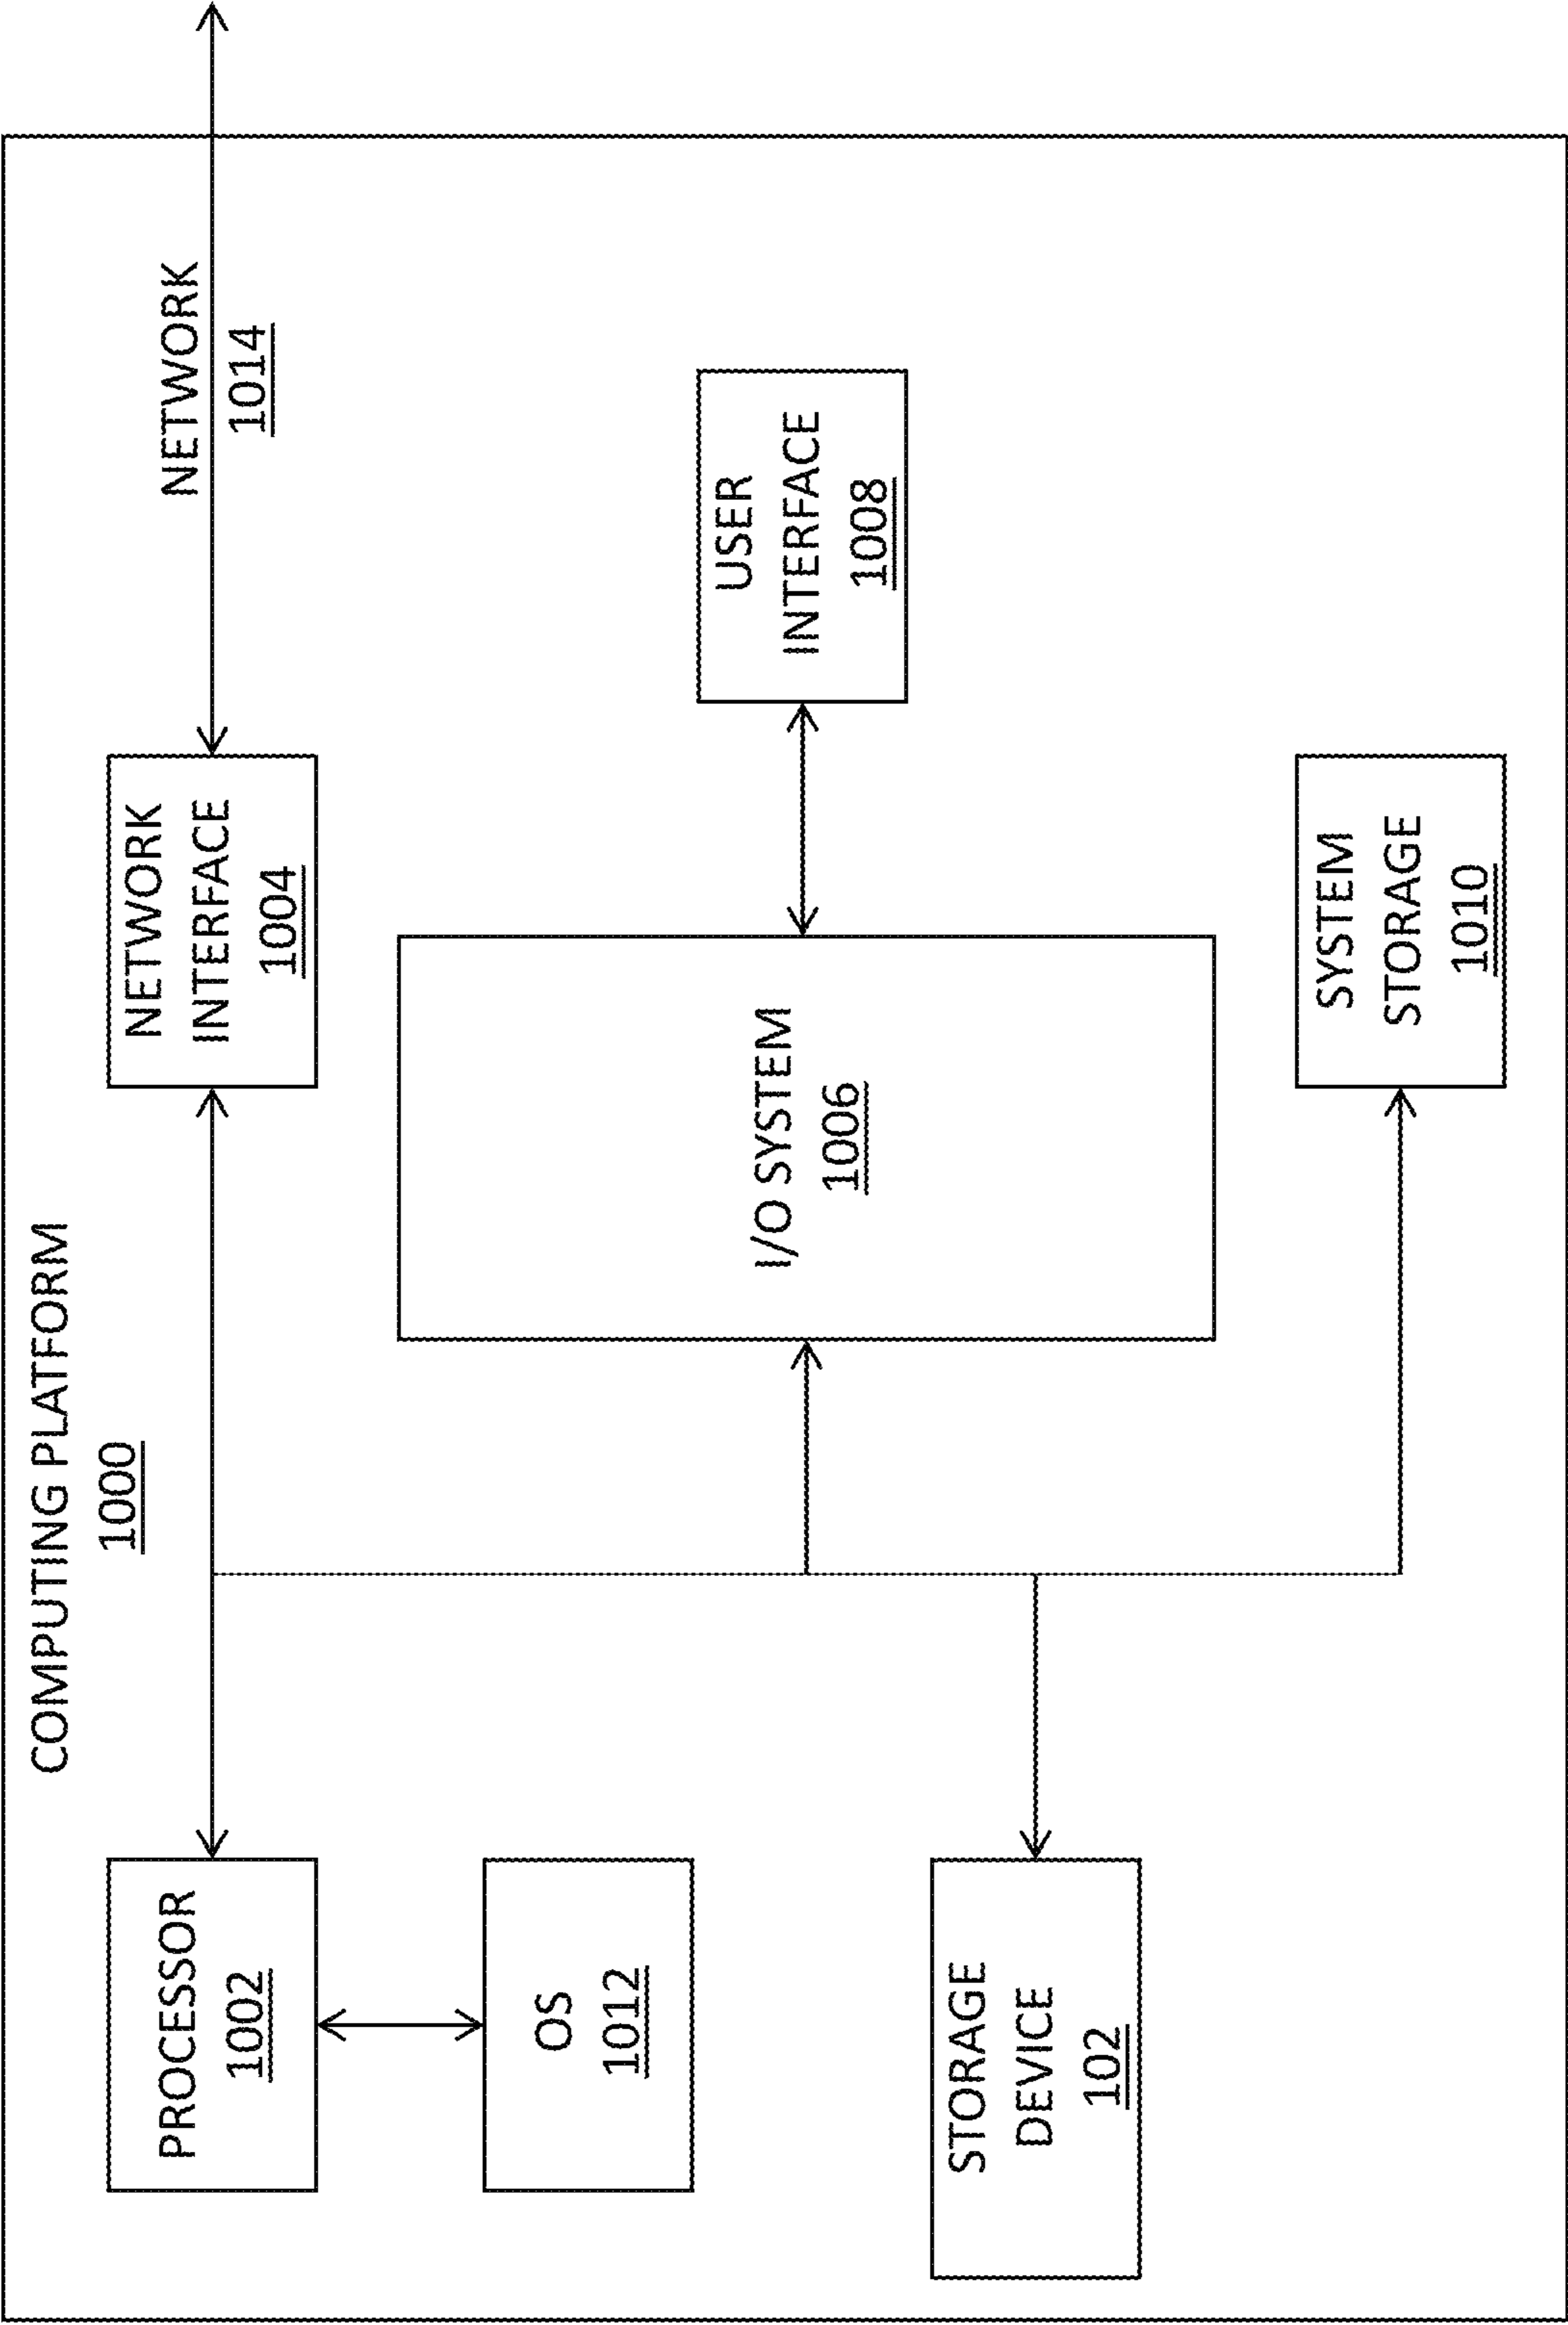 COMPUTING PLATFORM
1000
PROCESSOR
1002
NETWORK
INTERFACE
1004
NETWORK
1014
OS
1012
I/O SYSTEM
1006
USER
INTERFACE
1008
STORAGE
DEVICE
102
SYSTEM
STORAGE
1010